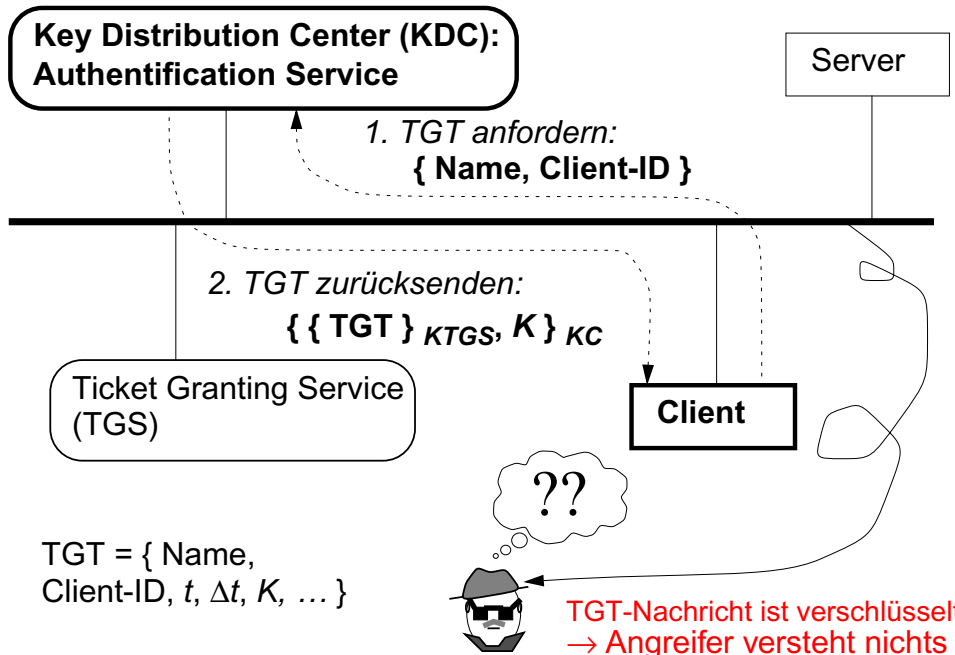 Key Distribution Center (KDC):
Authentification Service
Server
1. TGT anfordern:
{ Name, Client-ID }
2. TGT zurücksenden:
{ { TGT } KTGS, K } KC
Ticket Granting Service
(TGS)
Client
??
TGT = { Name,
Client-ID, t, Δt, K, … }
TGT-Nachricht ist verschlüsselt
→ Angreifer versteht nichts